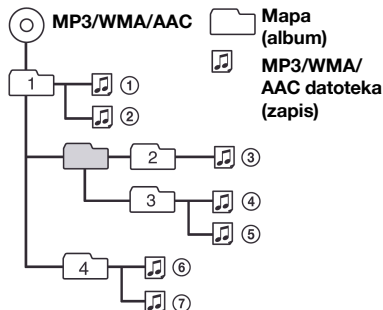 MP3/WMA/AAC
Mapa
(album)
MP3/WMA/
AAC datoteka
(zapis)
1
①
②
2
③
3
④
⑤
4
⑥
⑦